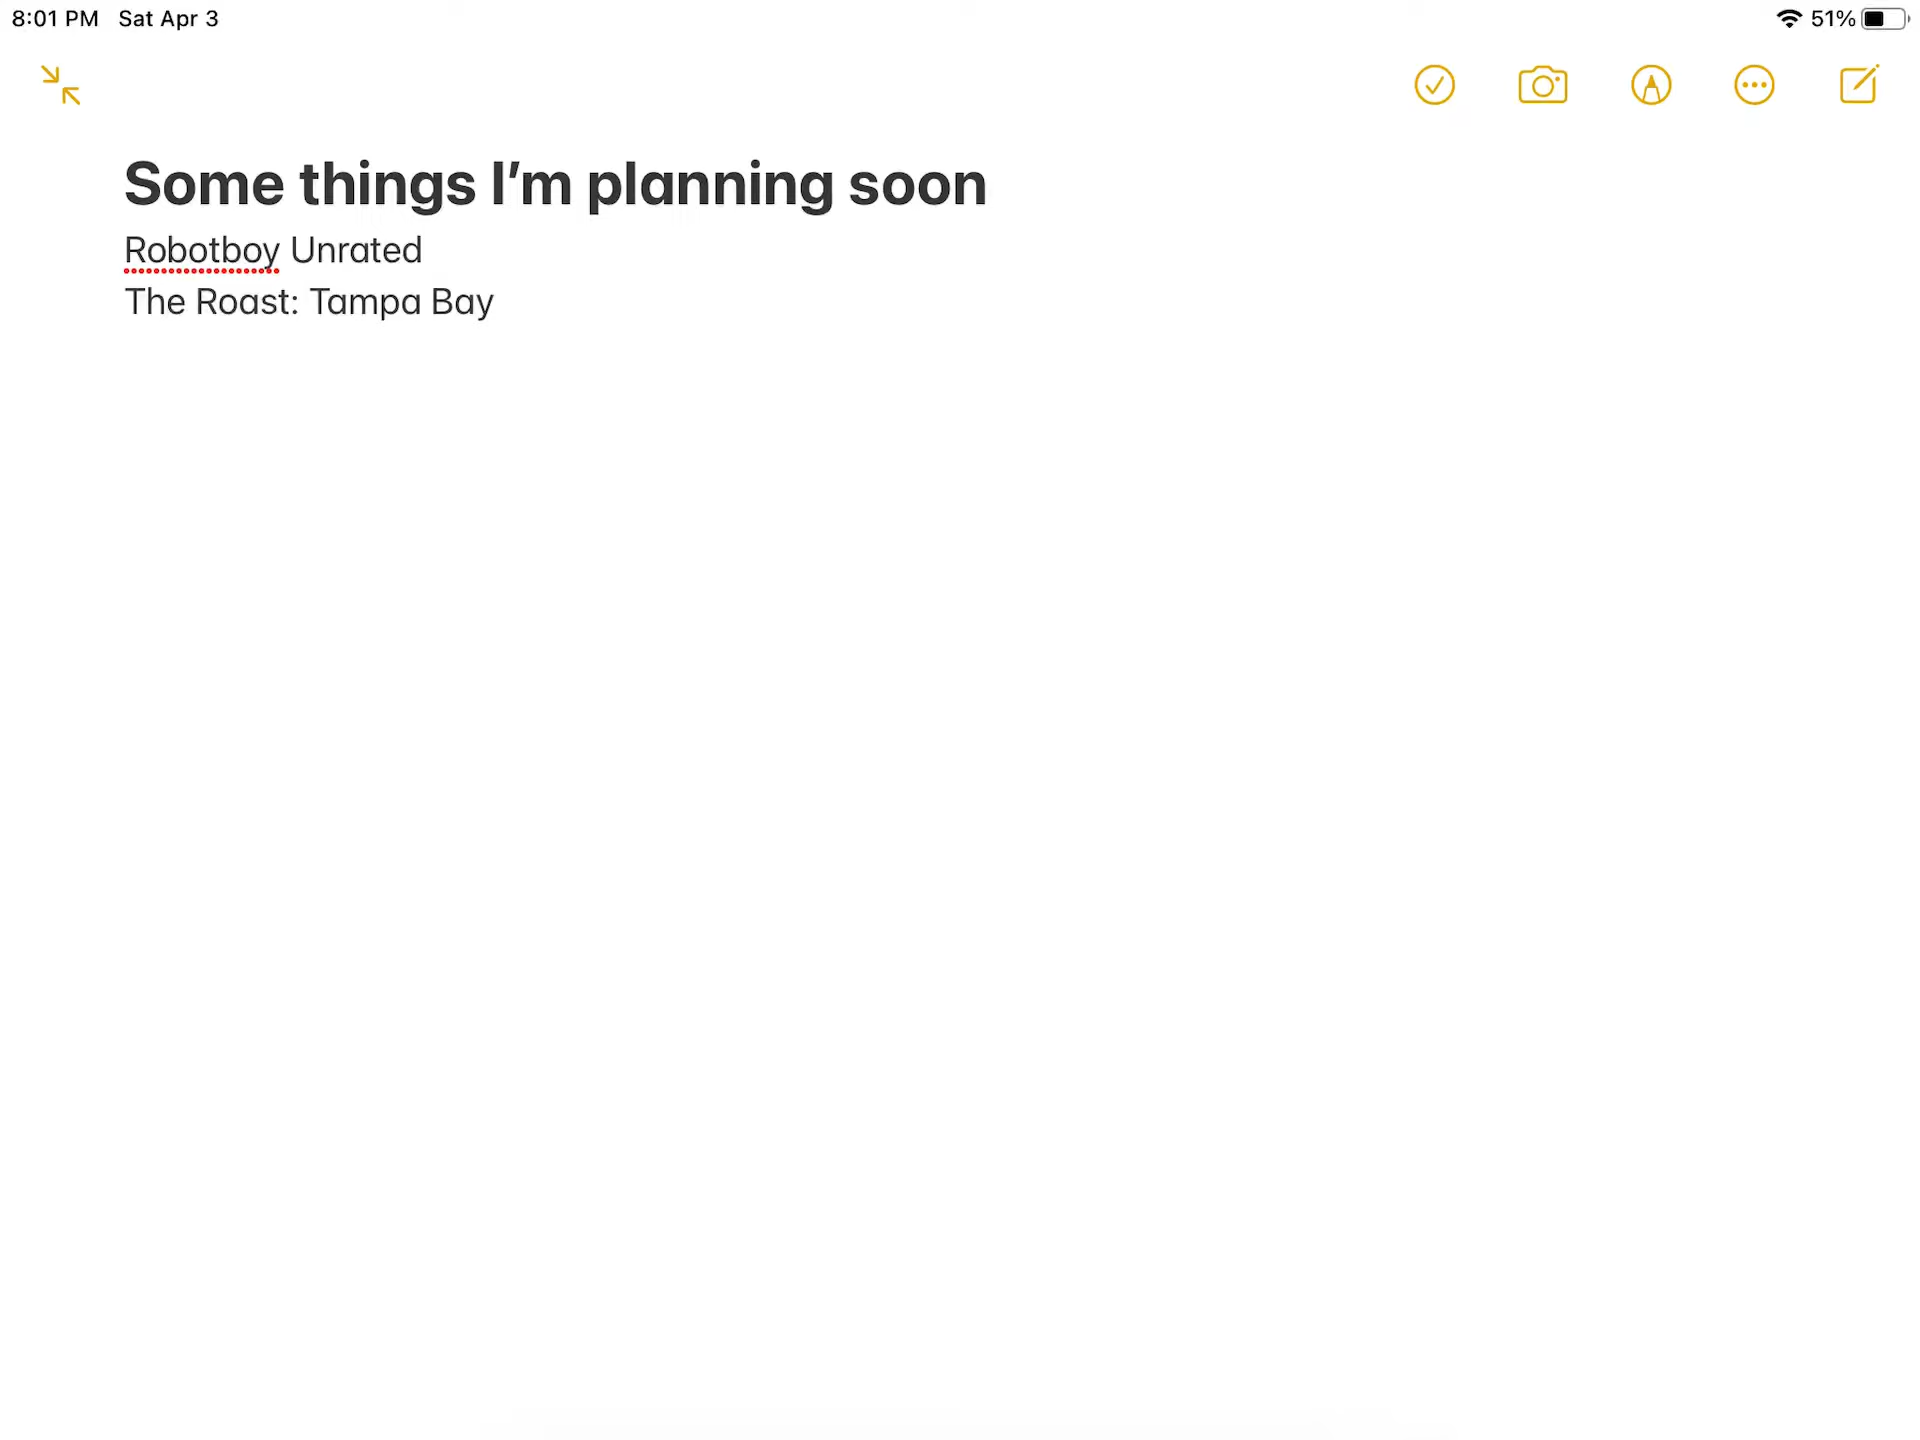 8:01 PM Sat Apr 3 51%
Some things I’m planning soon
Robotboy Unrated
The Roast: Tampa Bay